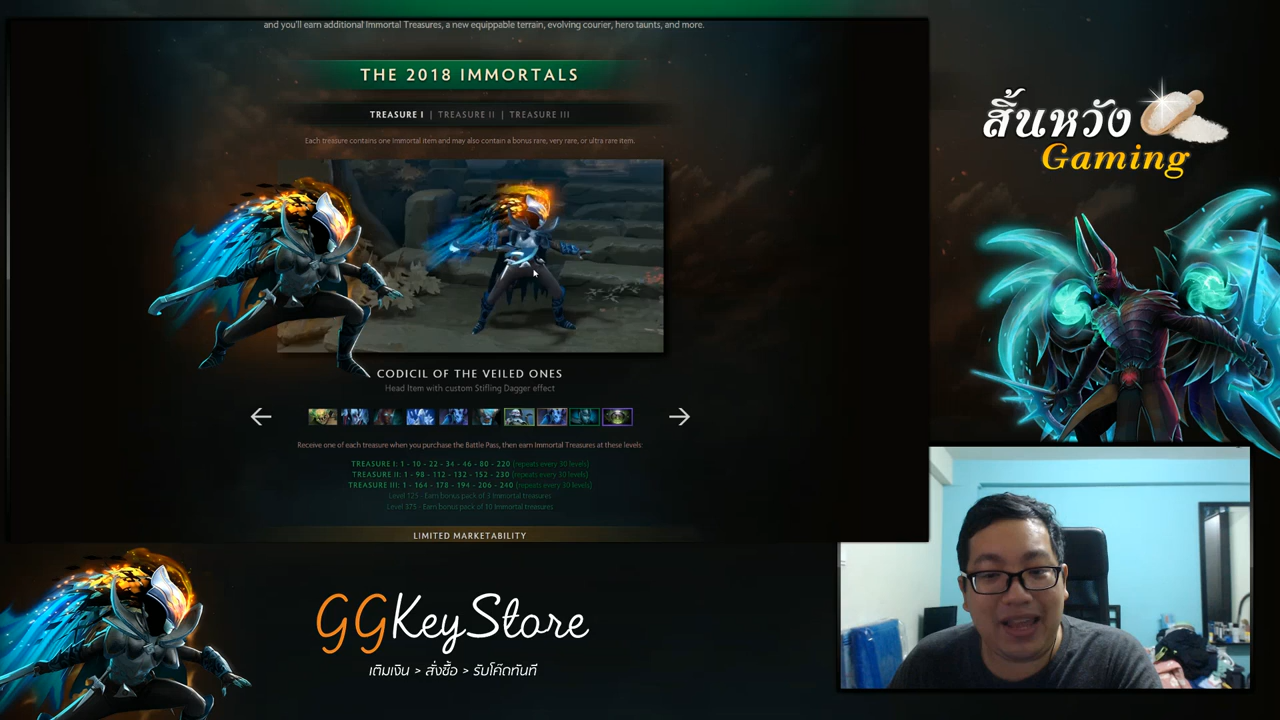 and you'll earn additional Immortal Treasures, a new equippable terrain, evolving courier, hero taunts, and more.
THE 2018 IMMORTALS
TREASURE I | TREASURE II | TREASURE III
Each treasure contains one Immortal item and may also contain a bonus rare, very rare, or ultra rare item.
CODICIL OF THE VEILED ONES
Head Item with custom Stifling Dagger effect
Receive one of each treasure when you purchase the Battle Pass, then earn Immortal Treasures at these levels:
TREASURE I: 1 - 10 - 22 - 34 - 46 - 80 - 220 (repeats every 30 levels)
TREASURE II: 1 - 98 - 112 - 132 - 152 - 230 (repeats every 30 levels)
TREASURE III: 1 - 164 - 178 - 194 - 206 - 240 (repeats every 30 levels)
Level 125 - Earn bonus pack of 3 immortal treasures
Level 375 - Earn bonus pack of 10 Immortal treasures
LIMITED MARKETABILITY
สิ้นหวัง
Gaming
GGKeyStore
เติมเงิน > สั่งซื้อ > รับโค๊ดทันที